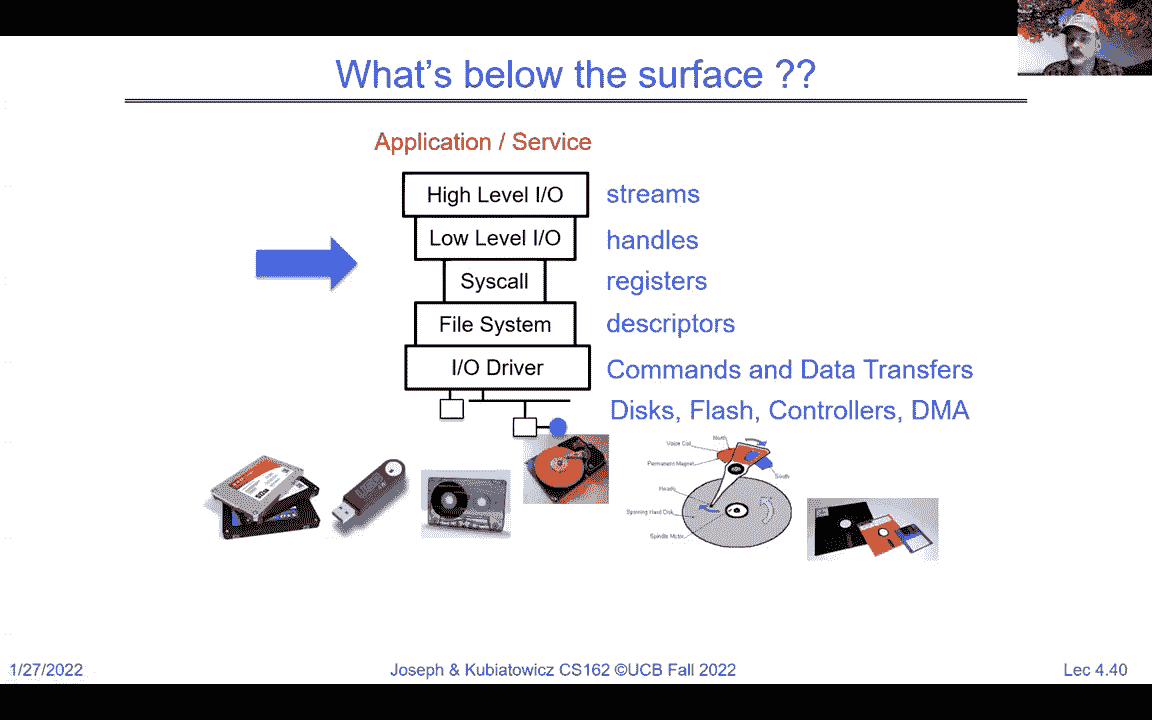 What's below the surface ??
Application / Service
High Level I/O streams
Low Level I/O handles
Syscall registers
File System descriptors
I/O Driver Commands and Data Transfers
Disks, Flash, Controllers, DMA
Voice Coil
North
Permanent Magnet
South
Heads
Spinning Hard Disk
Spindle Motor
1/27/2022 Joseph & Kubiatowicz CS162 ©UCB Fall 2022 Lec 4.40